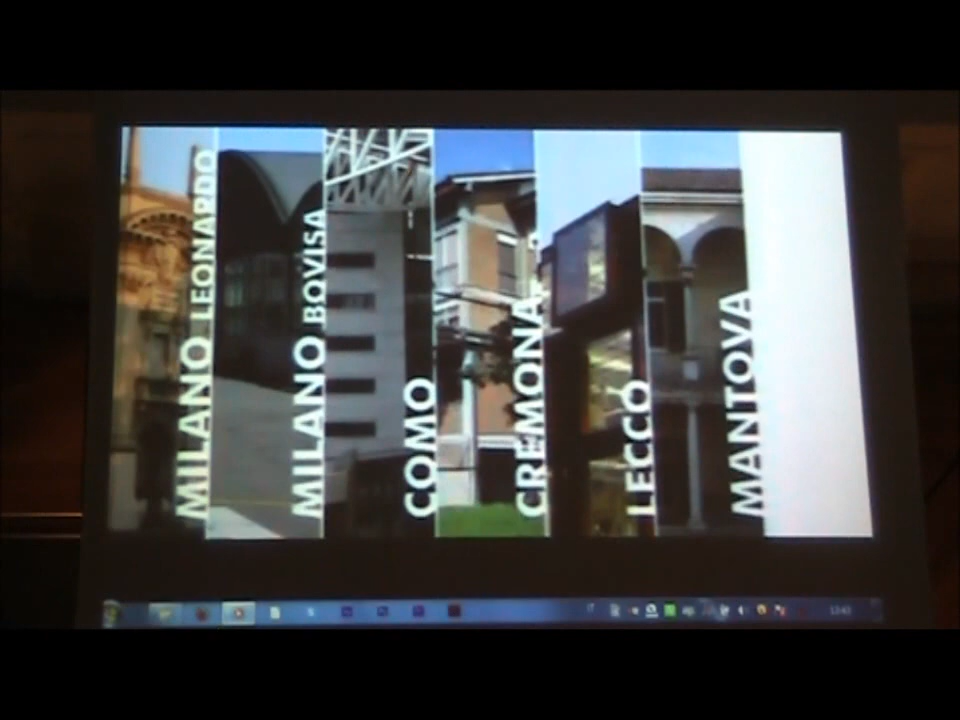 MILANO LEONARDO
MILANO BOVISA
COMO
CREMONA
LECCO
MANTOVA